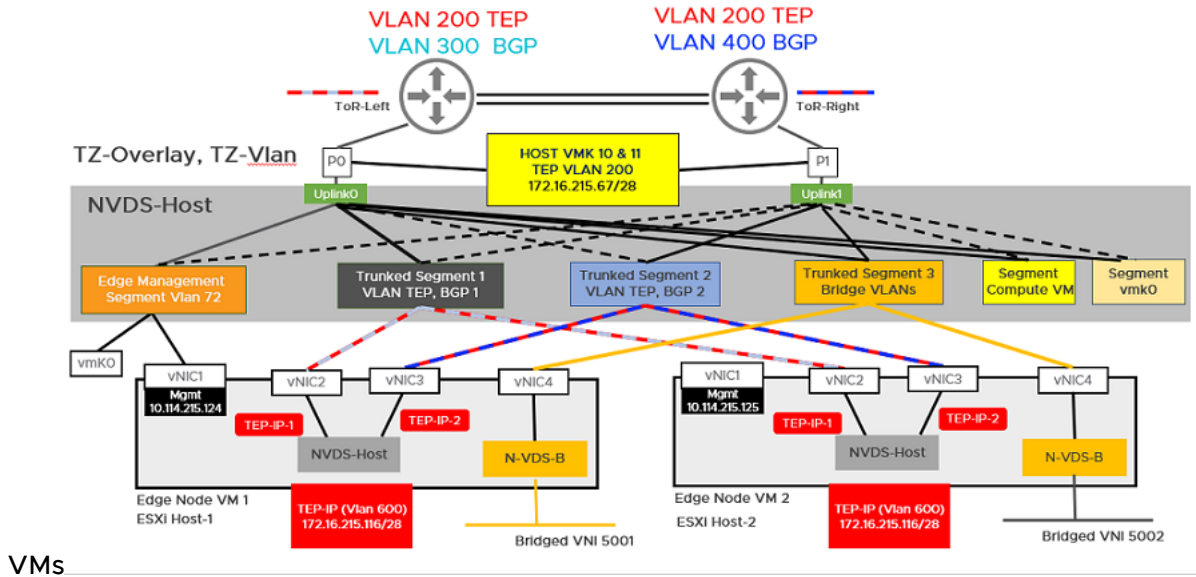 VLAN 200 TEP
VLAN 300 BGP
VLAN 200 TEP
VLAN 400 BGP
ToR-Left
ToR-Right
TZ-Overlay, TZ-Vlan
P0
HOST VMK 10 & 11
TEP VLAN 200
172.16.215.67/28
P1
Uplink0
Uplink1
NVDS-Host
Edge Management
Segment Vlan 72
Trunked Segment 1
VLAN TEP, BGP 1
Trunked Segment 2
VLAN TEP, BGP 2
Trunked Segment 3
Bridge VLANs
Segment
Compute VM
Segment
vmk0
vmK0
vNIC1
Mgmt
10.114.215.124
vNIC2
vNIC3
vNIC4
TEP-IP-1
TEP-IP-2
NVDS-Host
N-VDS-B
Edge Node VM 1
ESXi Host-1
TEP-IP (Vlan 600)
172.16.215.116/28
Bridged VNI 5001
vNIC1
Mgmt
10.114.215.125
vNIC2
vNIC3
vNIC4
TEP-IP-1
TEP-IP-2
NVDS-Host
N-VDS-B
Edge Node VM 2
ESXi Host-2
TEP-IP (Vlan 600)
172.16.215.116/28
Bridged VNI 5002
VMs